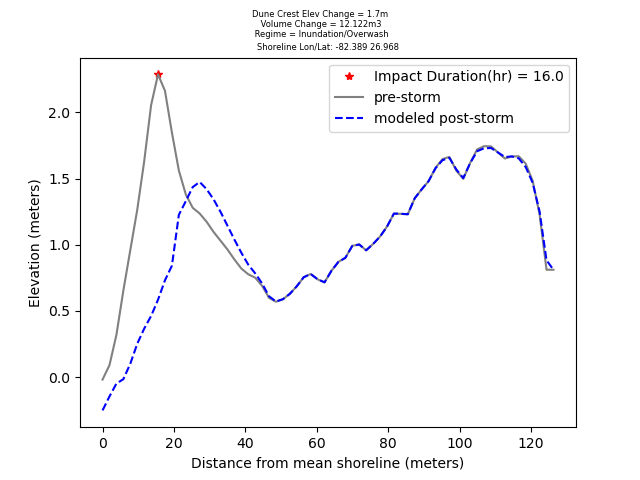 Dune Crest Elev Change = 1.7m
Volume Change = 12.122m3
Regime = Inundation/Overwash
Shoreline Lon/Lat: -82.389 26.968
Impact Duration(hr) = 16.0
pre-storm
modeled post-storm
Elevation (meters)
2.0
1.5
1.0
0.5
0.0
0 20 40 60 80 100 120
Distance from mean shoreline (meters)